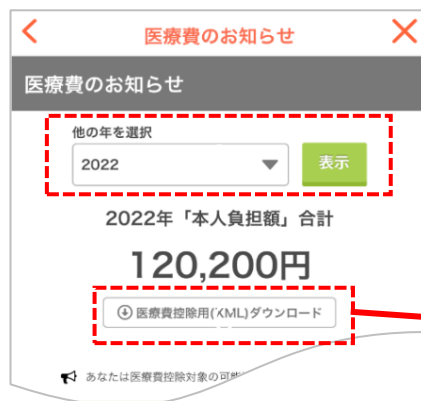 医療費のお知らせ
医療費のお知らせ
他の年を選択
2022
表示
2022年「本人負担額」合計
120,200円
医療費控除用(XML)ダウンロード
あなたは医療費控除対象の可能